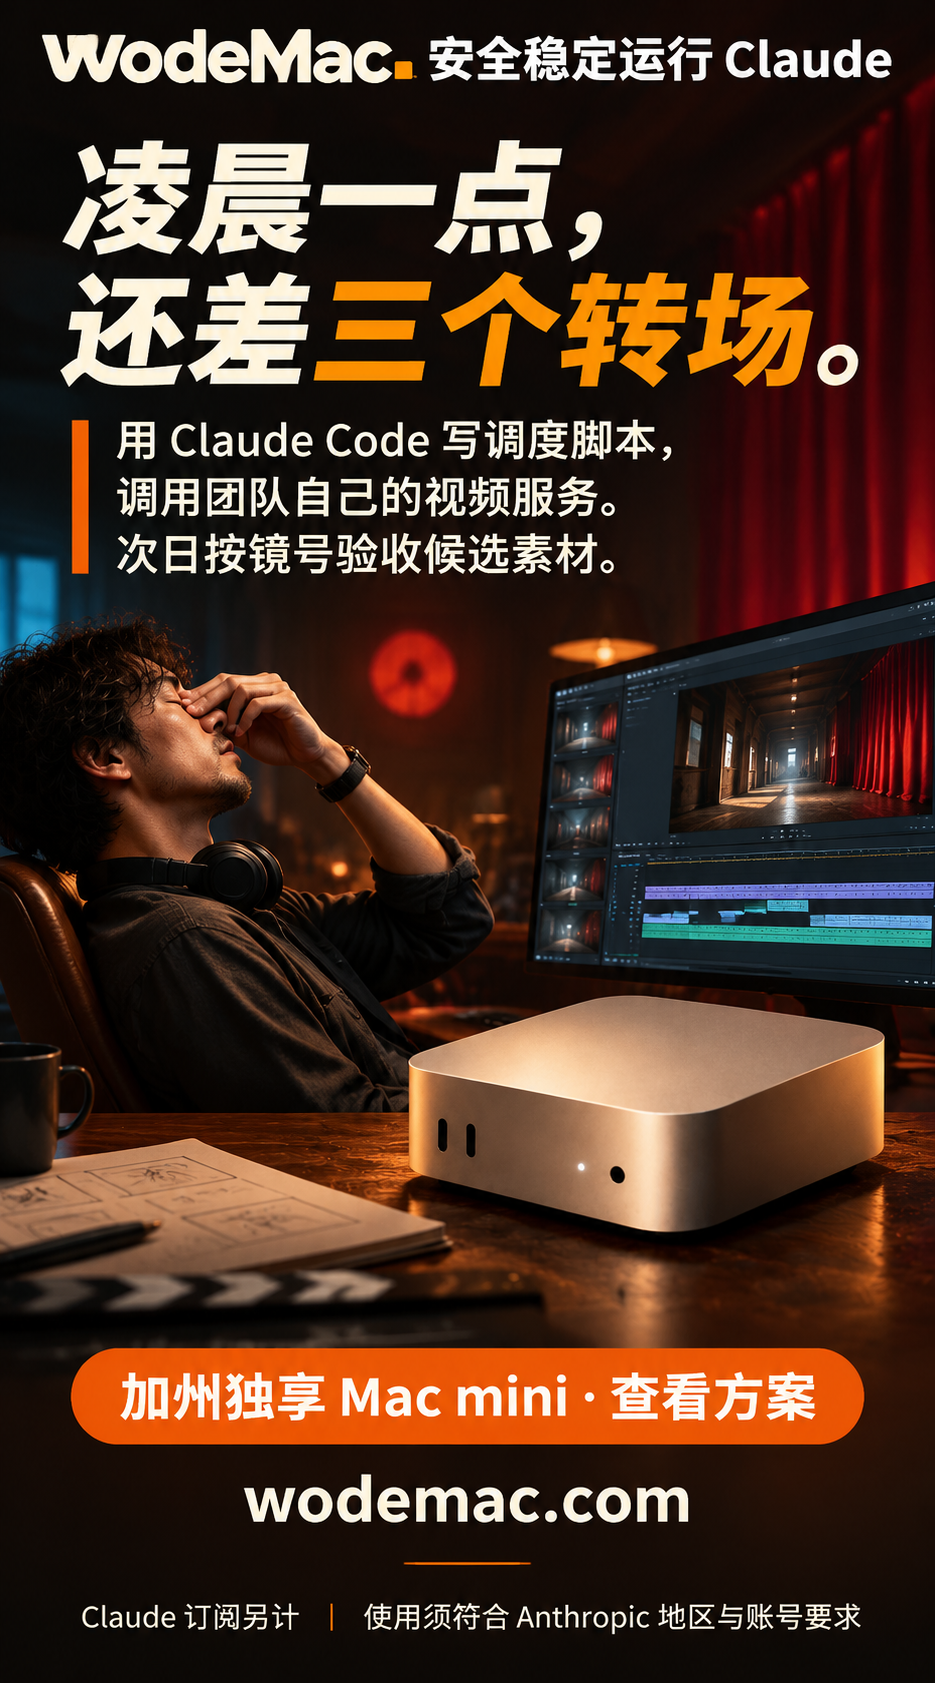 WodeMac. 安全稳定运行 Claude
凌晨一点，
还差三个转场。
用 Claude Code 写调度脚本，
调用团队自己的视频服务。
次日按镜号验收候选素材。
加州独享 Mac mini · 查看方案
wodemac.com
Claude 订阅另计 | 使用须符合 Anthropic 地区与账号要求